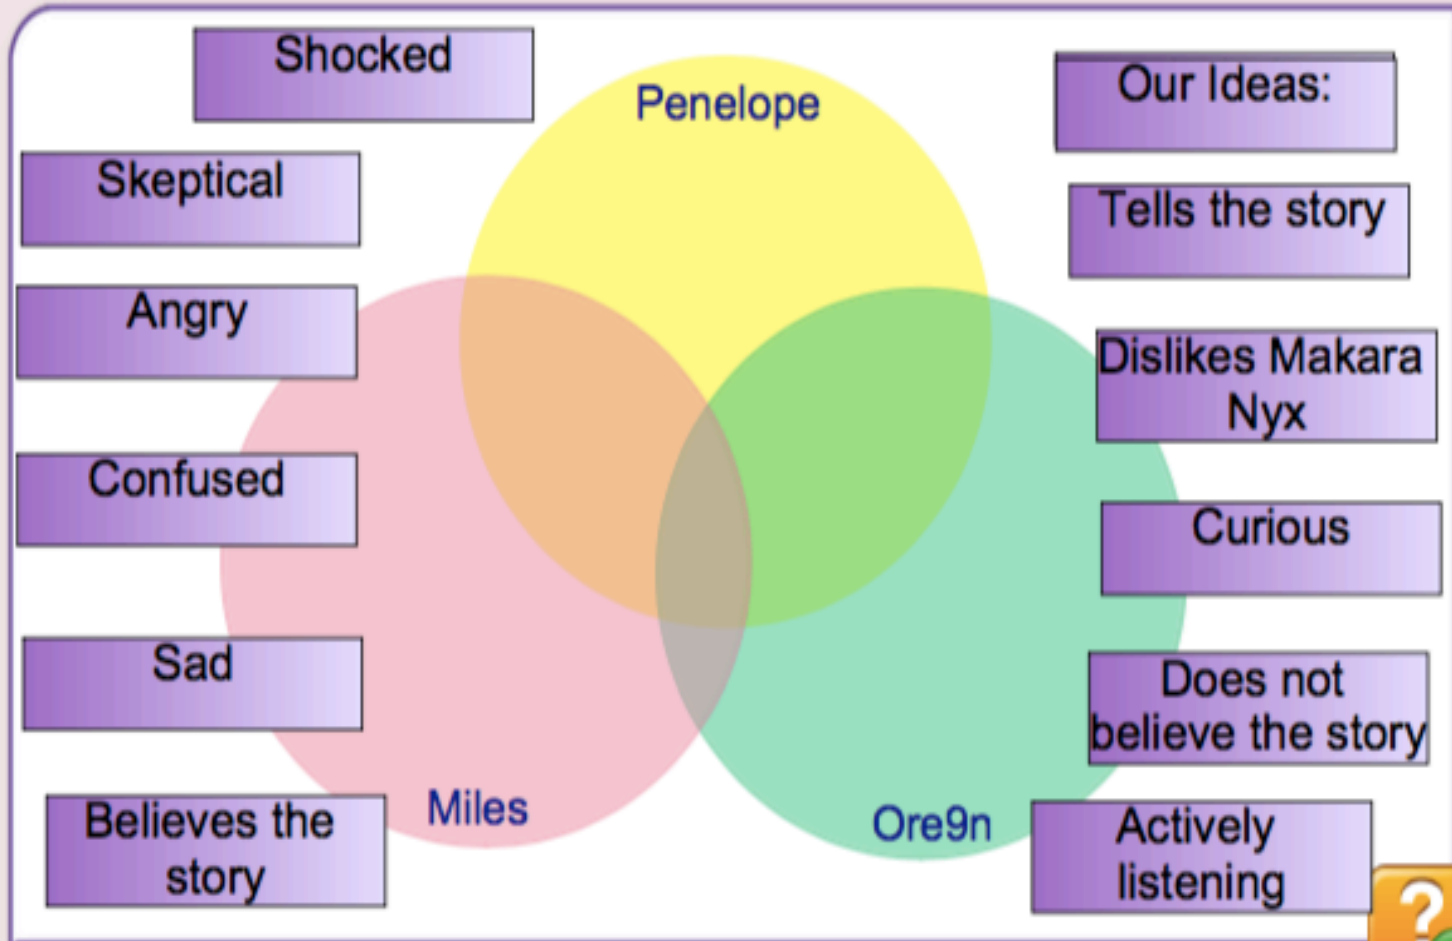 Shocked
Penelope
Our Ideas:
Skeptical
Tells the story
Angry
Dislikes Makara
Nyx
Confused
Curious
Sad
Does not
believe the story
Miles
Ore9n
Believes the
story
Actively
listening
?